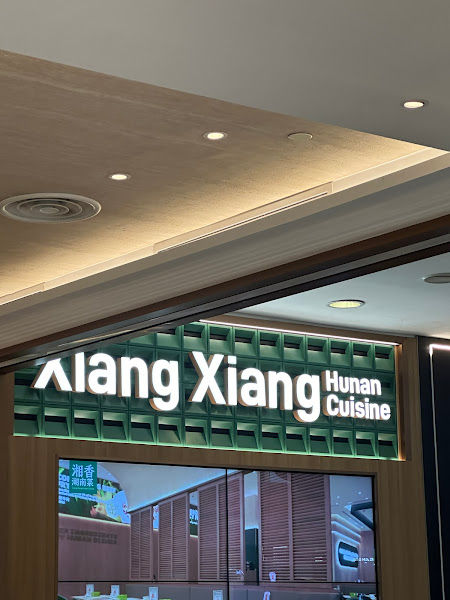 Xiang Xiang Hunan
Cuisine
湘香
湖南菜